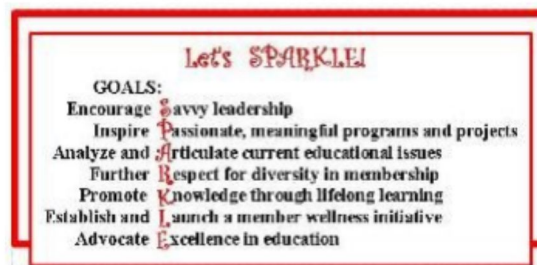 Let's SPARKLE!
GOALS:
Encourage Savvy leadership
Inspire Passionate, meaningful programs and projects
Analyze and Articulate current educational issues
Further Respect for diversity in membership
Promote Knowledge through lifelong learning
Establish and Launch a member wellness initiative
Advocate Excellence in education